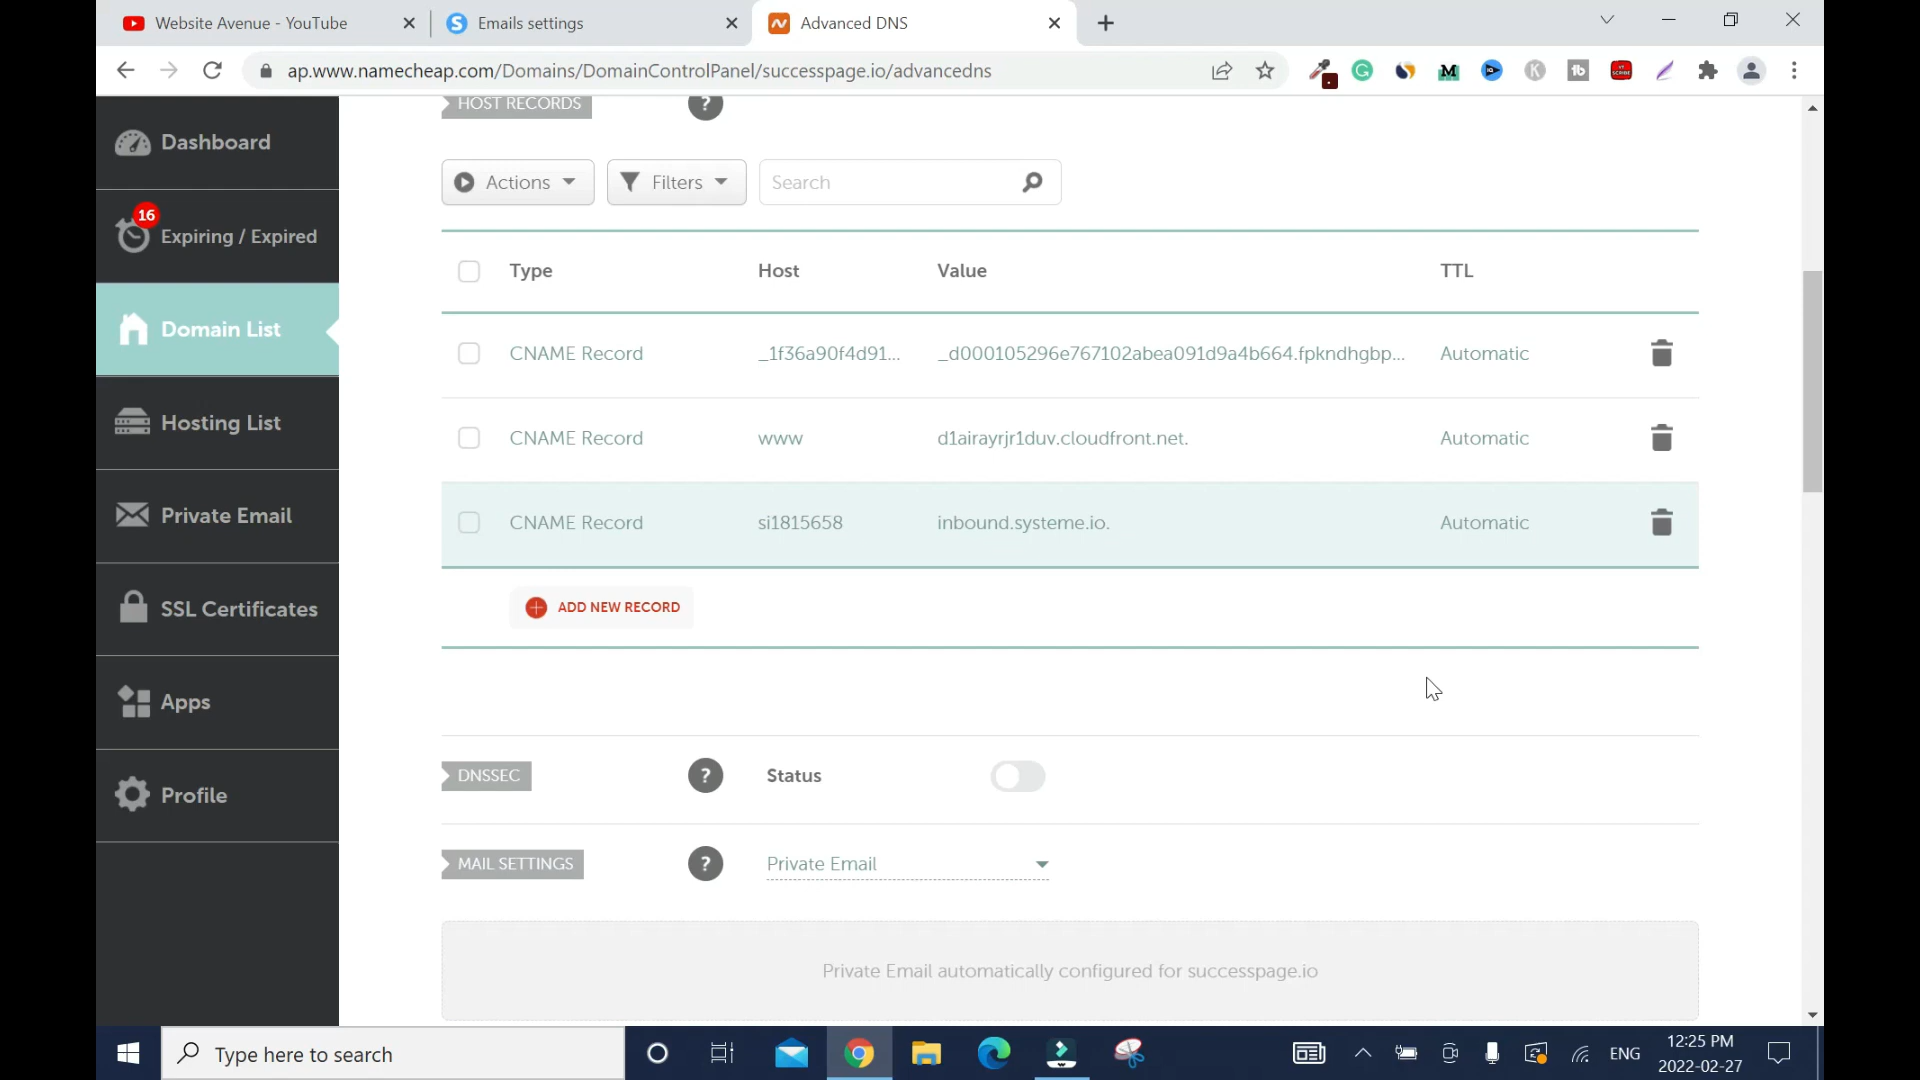 Website Avenue - YouTube
Emails settings
Advanced DNS
ap.www.namecheap.com/Domains/DomainControlPanel/successpage.io/advancedns
HOST RECORDS
?
Dashboard
16
Expiring / Expired
Domain List
Hosting List
Private Email
SSL Certificates
Apps
Profile
Actions
Filters
Search
Type Host Value TTL
CNAME Record _1f36a90f4d91... _d000105296e767102abea091d9a4b664.fpkndhgbp... Automatic
CNAME Record www d1airayrjr1duv.cloudfront.net. Automatic
CNAME Record si1815658 inbound.systeme.io. Automatic
ADD NEW RECORD
DNSSEC ? Status
MAIL SETTINGS ? Private Email
Private Email automatically configured for successpage.io
Type here to search
ENG
12:25 PM
2022-02-27